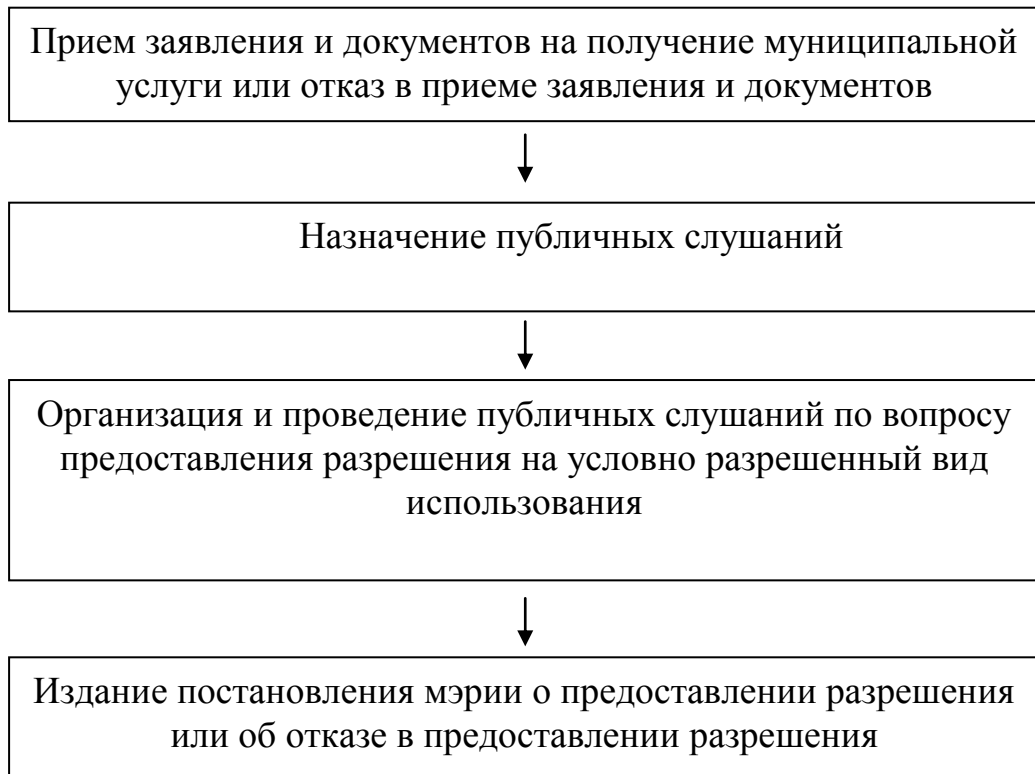 Прием заявления и документов на получение муниципальной
услуги или отказ в приеме заявления и документов
Назначение публичных слушаний
Организация и проведение публичных слушаний по вопросу
предоставления разрешения на условно разрешенный вид
использования
Издание постановления мэрии о предоставлении разрешения
или об отказе в предоставлении разрешения